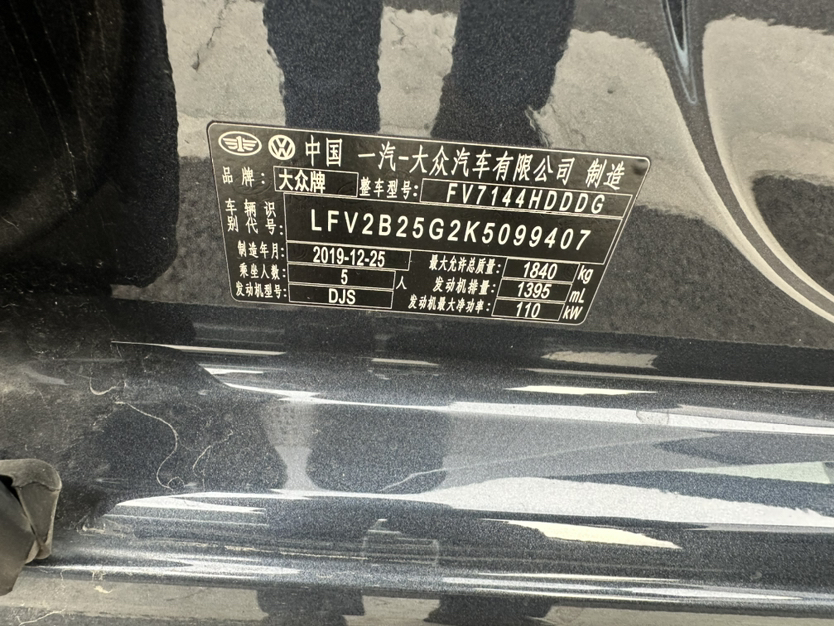 中国 一汽-大众汽车有限公司 制造
品牌: 大众牌 整车型号: FV7144HDDDG
车辆识别代号: LFV2B25G2K5099407
制造年月: 2019-12-25 最大允许总质量: 1840 kg
乘坐人数: 5 人 发动机排量: 1395 mL
发动机型号: DJS 发动机最大净功率: 110 kW